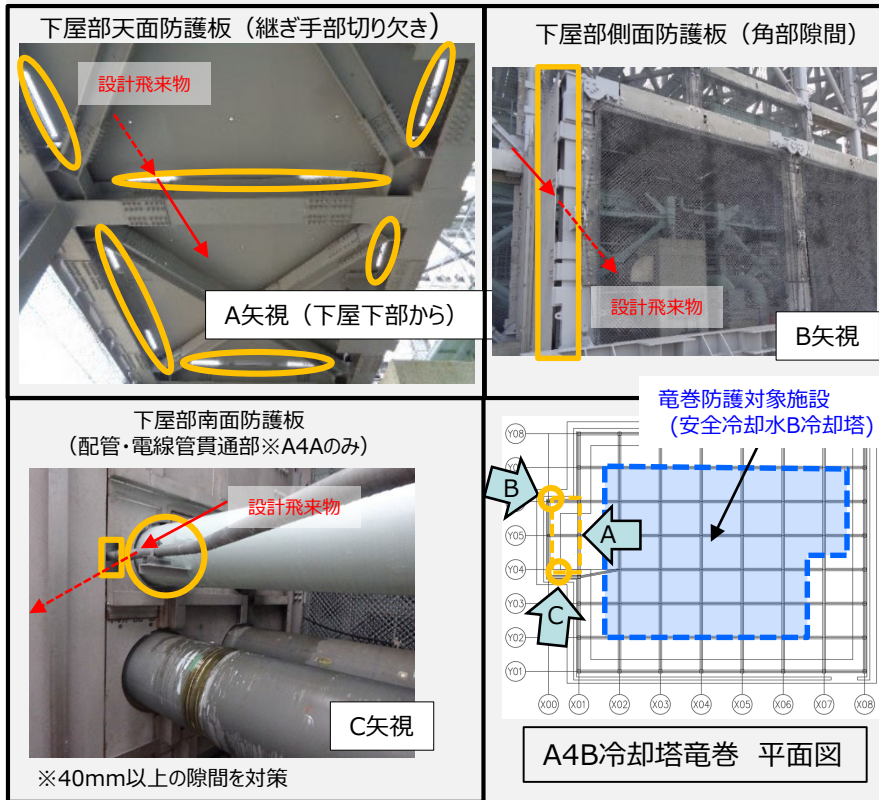 下屋部天面防護板（継ぎ手部切り欠き）
設計飛来物
A矢視（下屋下部から）
下屋部側面防護板（角部隙間）
設計飛来物
B矢視
下屋部南面防護板
（配管・電線管貫通部※A4Aのみ）
設計飛来物
C矢視
※40mm以上の隙間を対策
竜巻防護対象施設
(安全冷却水B冷却塔)
Y08
B
A
Y05
Y04
C
Y03
Y02
Y01
X00 X01 X02 X03 X04 X05 X06 X07 X08
A4B冷却塔竜巻 平面図